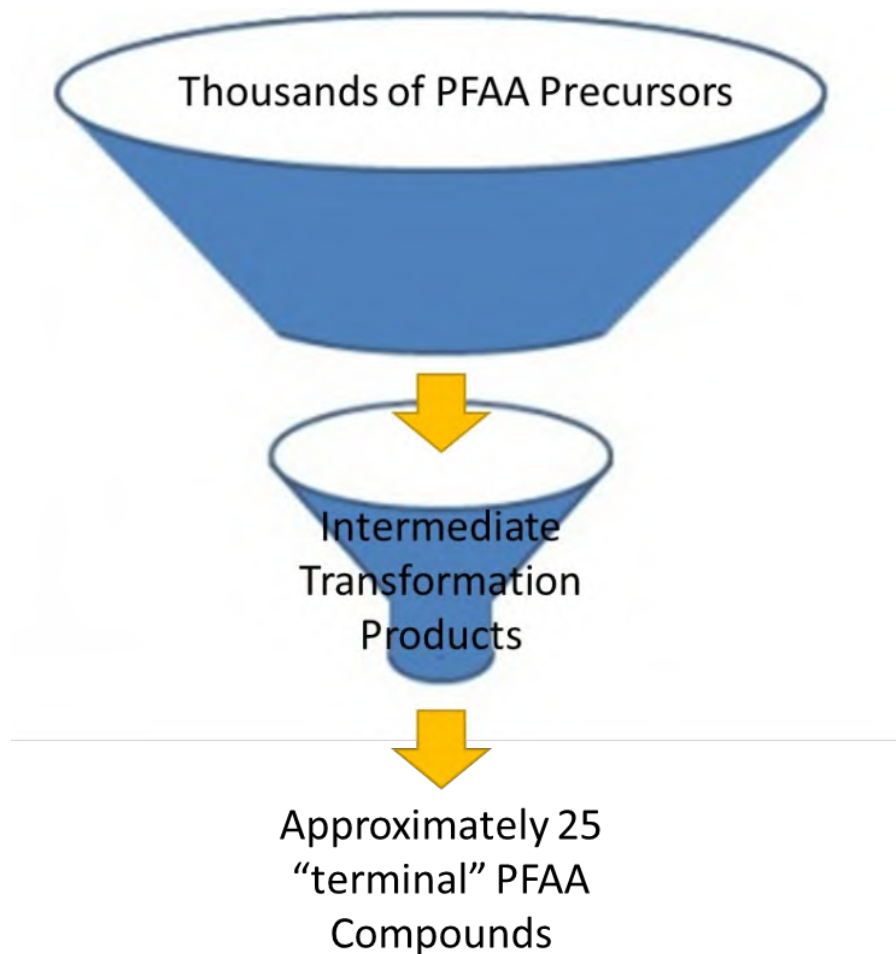 Thousands of PFAA Precursors
Intermediate
Transformation
Products
Approximately 25
“terminal” PFAA
Compounds